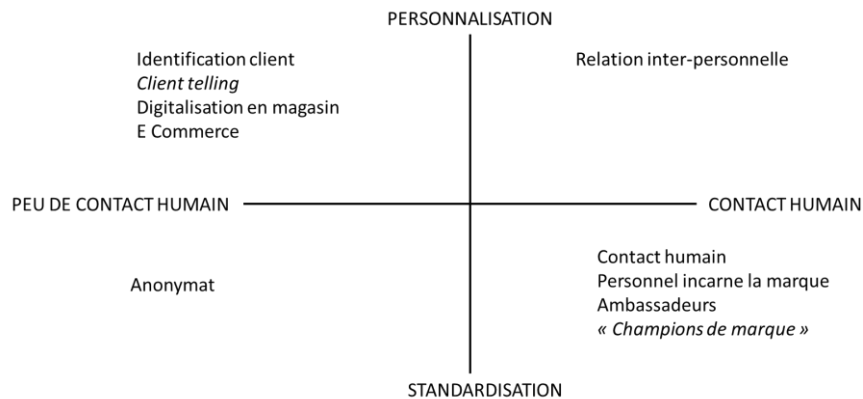 PERSONNALISATION
Identification client
Client telling
Digitalisation en magasin
E Commerce
Relation inter-personnelle
PEU DE CONTACT HUMAIN
CONTACT HUMAIN
Anonymat
Contact humain
Personnel incarne la marque
Ambassadeurs
« Champions de marque »
STANDARDISATION